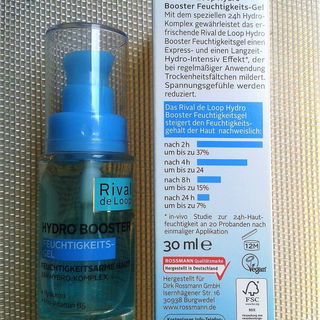 Rival
de Loop
HYDRO BOOSTER
FEUCHTIGKEITS-
GEL
FEUCHTIGKEITSARME HAUT
Booster Feuchtigkeits-Gel
Mit dem speziellen 24h Hydro-
Komplex gewährleistet das er-
frischende Rival de Loop Hydro
Booster Feuchtigkeitsgel einen
Express- und einen Langzeit-
Hydro-Intensiv Effekt*, der
bei regelmäßiger Anwendung
Trockenheitsfältchen mildert.
Spannungsgefühle werden
reduziert.
Das Rival de Loop Hydro
Booster Feuchtigkeitsgel
steigert den Feuchtigkeits-
gehalt der Haut nachweislich:
nach 2h
um bis zu 37%
nach 4h
um bis zu 24
nach 8h
um bis zu 15%
nach 24 h
um bis zu 7%
* in-vivo Studie zur 24h-Haut-
feuchtigkeit an 20 Probanden nach
einmaliger Applikation
30 ml e
12M
ROSSMANN Qualitätsmarke
Hergestellt in Deutschland
Vegan
Hergestellt für
Dirk Rossmann GmbH
Isernhägener Str. 16
30938 Burgwedel
www.rossmann.de
FSC
MIX